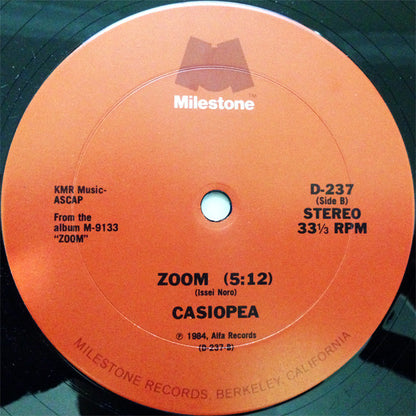 Milestone™
KMR Music-
ASCAP
From the
album M-9133
"ZOOM"
D-237
(Side B)
STEREO
33⅓ RPM
ZOOM (5:12)
(Issei Noro)
CASIOPEA
℗ 1984, Alfa Records
(D-237-B)
MILESTONE RECORDS, BERKELEY, CALIFORNIA